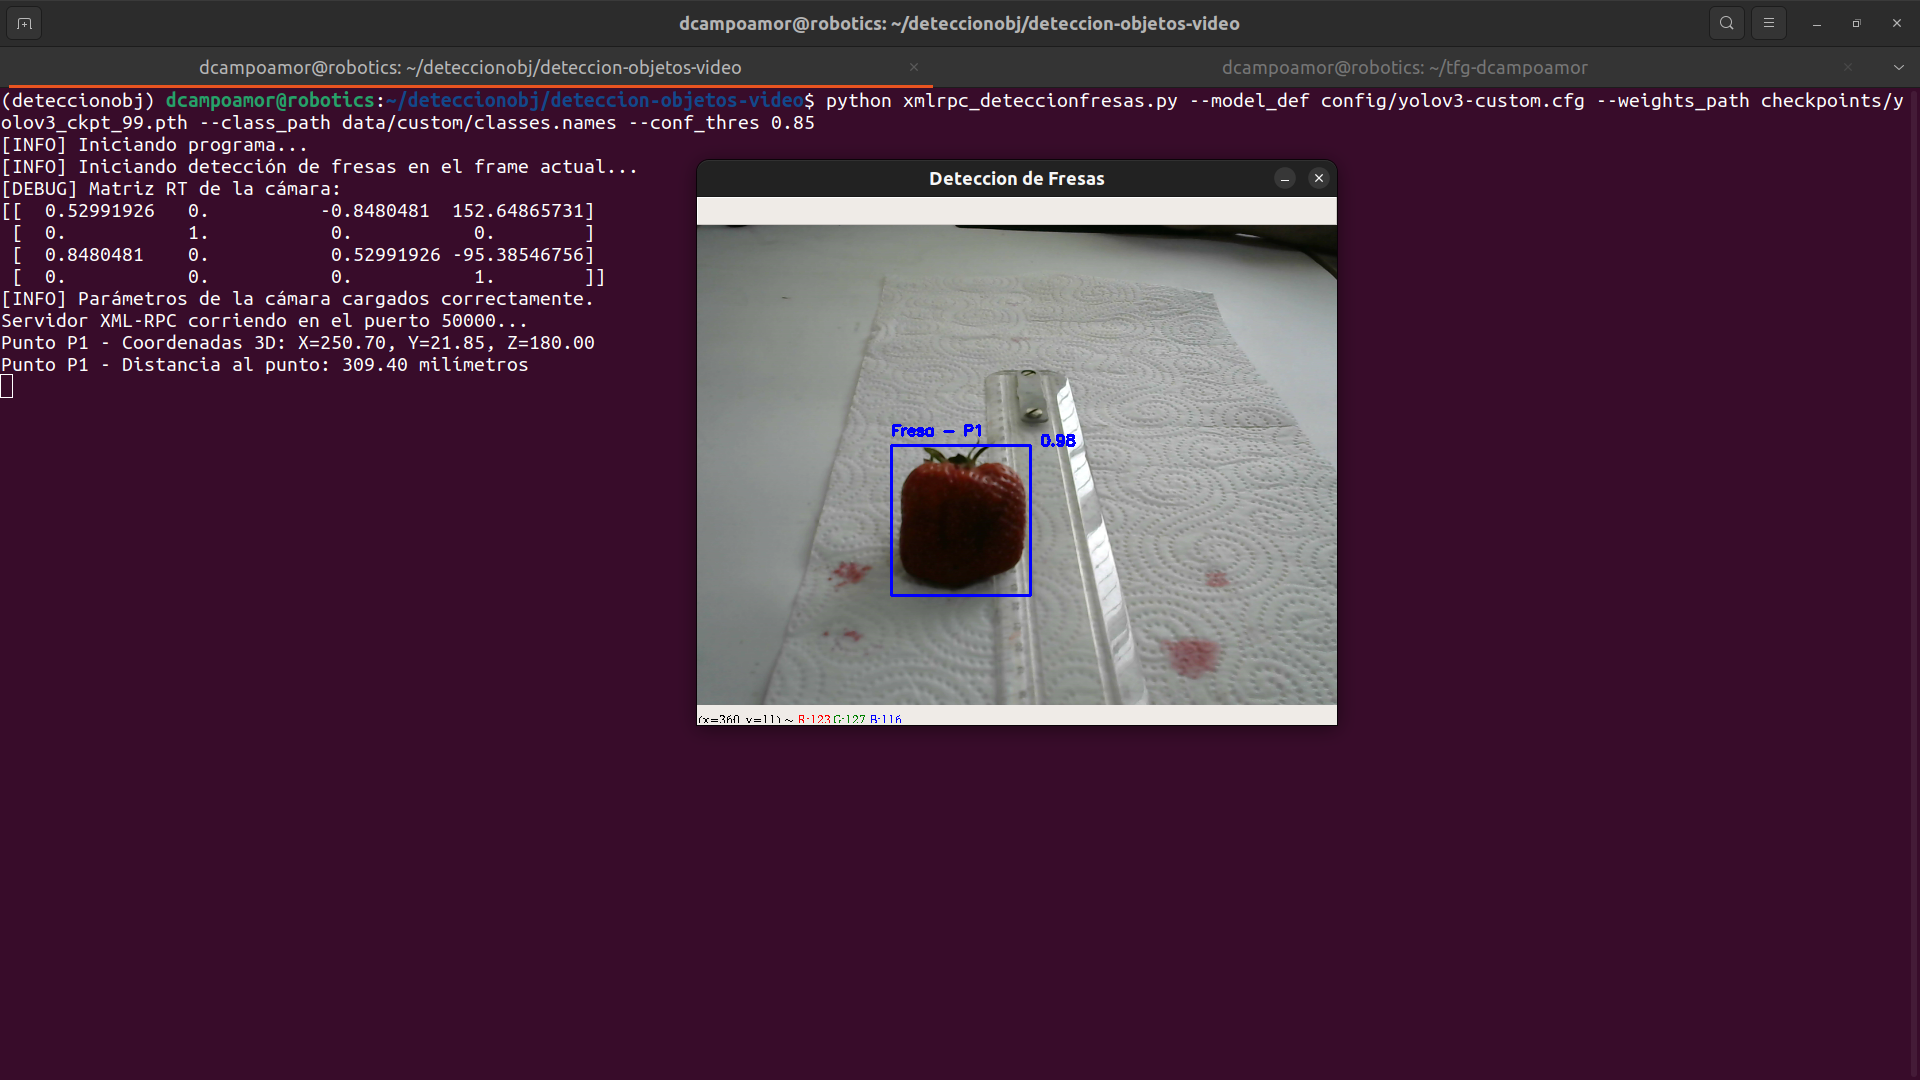 dcampoamor@robotics: ~/deteccionobj/deteccion-objetos-video
dcampoamor@robotics: ~/deteccionobj/deteccion-objetos-video
dcampoamor@robotics: ~/tfg-dcampoamor
(deteccionobj) dcampoamor@robotics:~/deteccionobj/deteccion-objetos-video$ python xmlrpc_deteccionfresas.py --model_def config/yolov3-custom.cfg --weights_path checkpoints/y
olov3_ckpt_99.pth --class_path data/custom/classes.names --conf_thres 0.85
[INFO] Iniciando programa...
[INFO] Iniciando detección de fresas en el frame actual...
[DEBUG] Matriz RT de la cámara:
[[ 0.52991926 0. -0.8480481 152.64865731]
[ 0. 1. 0. 0. ]
[ 0.8480481 0. 0.52991926 -95.38546756]
[ 0. 0. 0. 1. ]]
[INFO] Parámetros de la cámara cargados correctamente.
Servidor XML-RPC corriendo en el puerto 50000...
Punto P1 - Coordenadas 3D: X=250.70, Y=21.85, Z=180.00
Punto P1 - Distancia al punto: 309.40 milímetros
Deteccion de Fresas
Fresa - P1
0.98
(x=360, y=11) ~ R:123 G:127 B:116